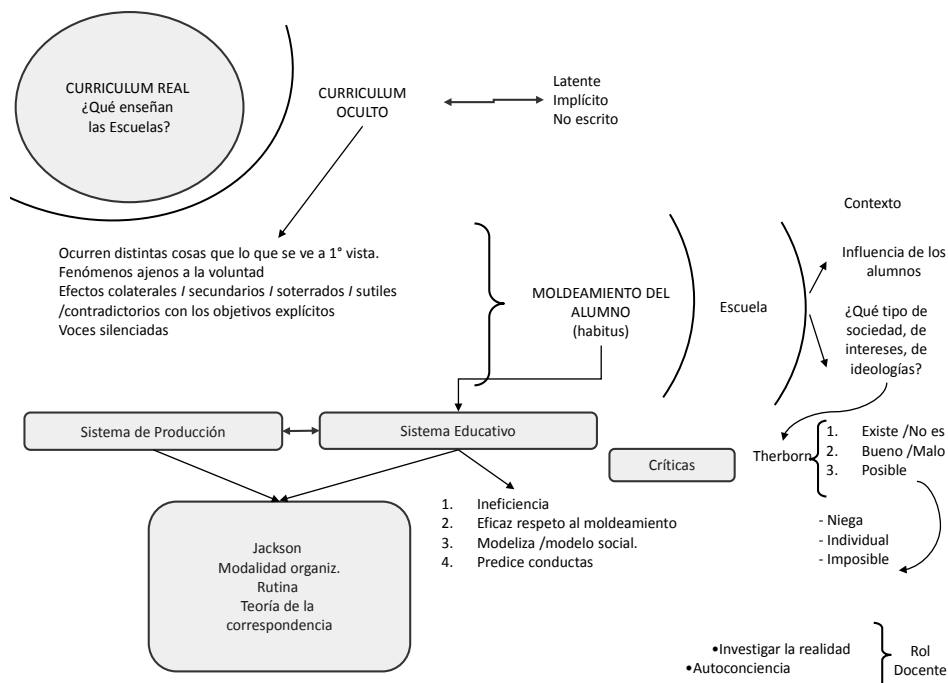 CURRICULUM REAL
¿Qué enseñan
las Escuelas?
CURRICULUM
OCULTO
Latente
Implícito
No escrito
Ocurren distintas cosas que lo que se ve a 1° vista.
Fenómenos ajenos a la voluntad
Efectos colaterales / secundarios / soterrados / sutiles
/contradictorios con los objetivos explícitos
Voces silenciadas
MOLDEAMIENTO DEL
ALUMNO
(habitus)
Escuela
Contexto
Influencia de los
alumnos
¿Qué tipo de
sociedad, de
intereses, de
ideologías?
Sistema de Producción
Sistema Educativo
Críticas
Therborn
1. Existe /No es
2. Bueno /Malo
3. Posible
- Niega
- Individual
- Imposible
Jackson
Modalidad organiz.
Rutina
Teoría de la
correspondencia
1. Ineficiencia
2. Eficaz respeto al moldeamiento
3. Modeliza /modelo social.
4. Predice conductas
•Investigar la realidad
•Autoconciencia
Rol
Docente